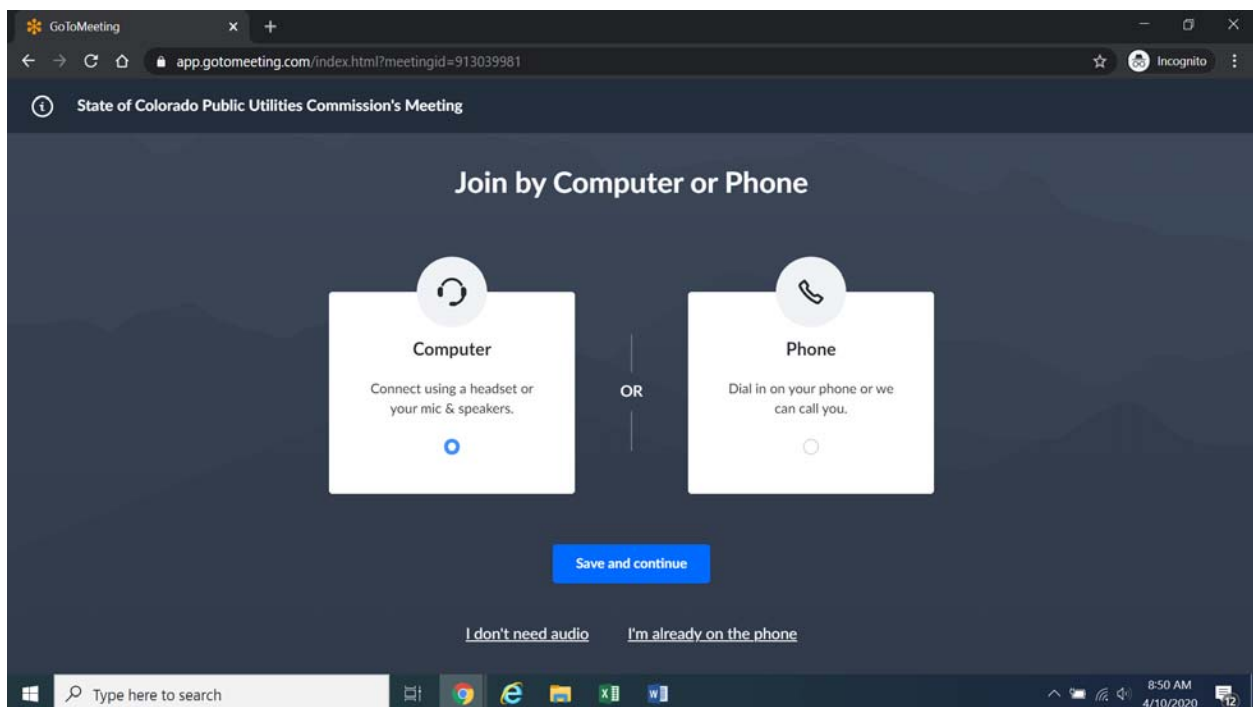 GoToMeeting
app.gotomeeting.com/index.html?meetingid=913039981
Incognito
State of Colorado Public Utilities Commission's Meeting
Join by Computer or Phone
Computer
Connect using a headset or
your mic & speakers.
OR
Phone
Dial in on your phone or we
can call you.
Save and continue
I don't need audio
I'm already on the phone
Type here to search
8:50 AM
4/10/2020
12